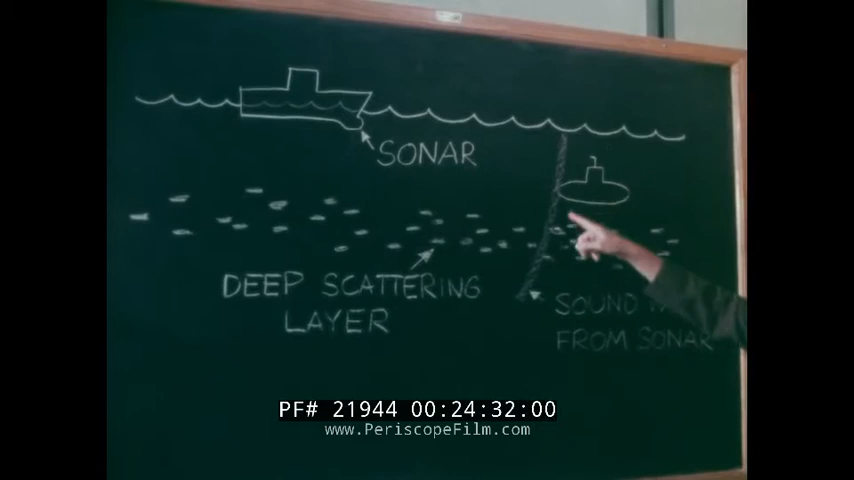 SONAR
DEEP SCATTERING
LAYER
SOUND
FROM SONAR
PF# 21944 00:24:32:00
www.PeriscopeFilm.com